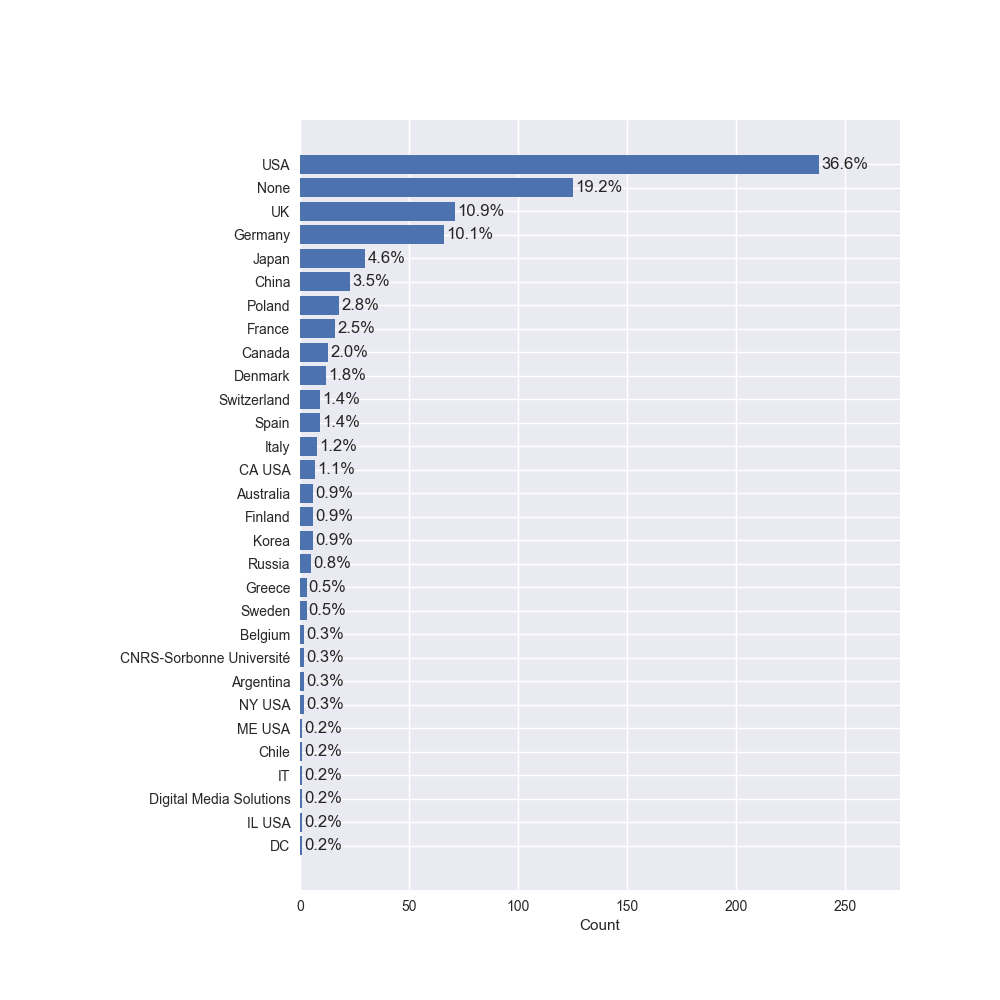 USA 36.6%
None 19.2%
UK 10.9%
Germany 10.1%
Japan 4.6%
China 3.5%
Poland 2.8%
France 2.5%
Canada 2.0%
Denmark 1.8%
Switzerland 1.4%
Spain 1.4%
Italy 1.2%
CA USA 1.1%
Australia 0.9%
Finland 0.9%
Korea 0.9%
Russia 0.8%
Greece 0.5%
Sweden 0.5%
Belgium 0.3%
CNRS-Sorbonne Université 0.3%
Argentina 0.3%
NY USA 0.3%
ME USA 0.2%
Chile 0.2%
IT 0.2%
Digital Media Solutions 0.2%
IL USA 0.2%
DC 0.2%
0 50 100 150 200 250
Count